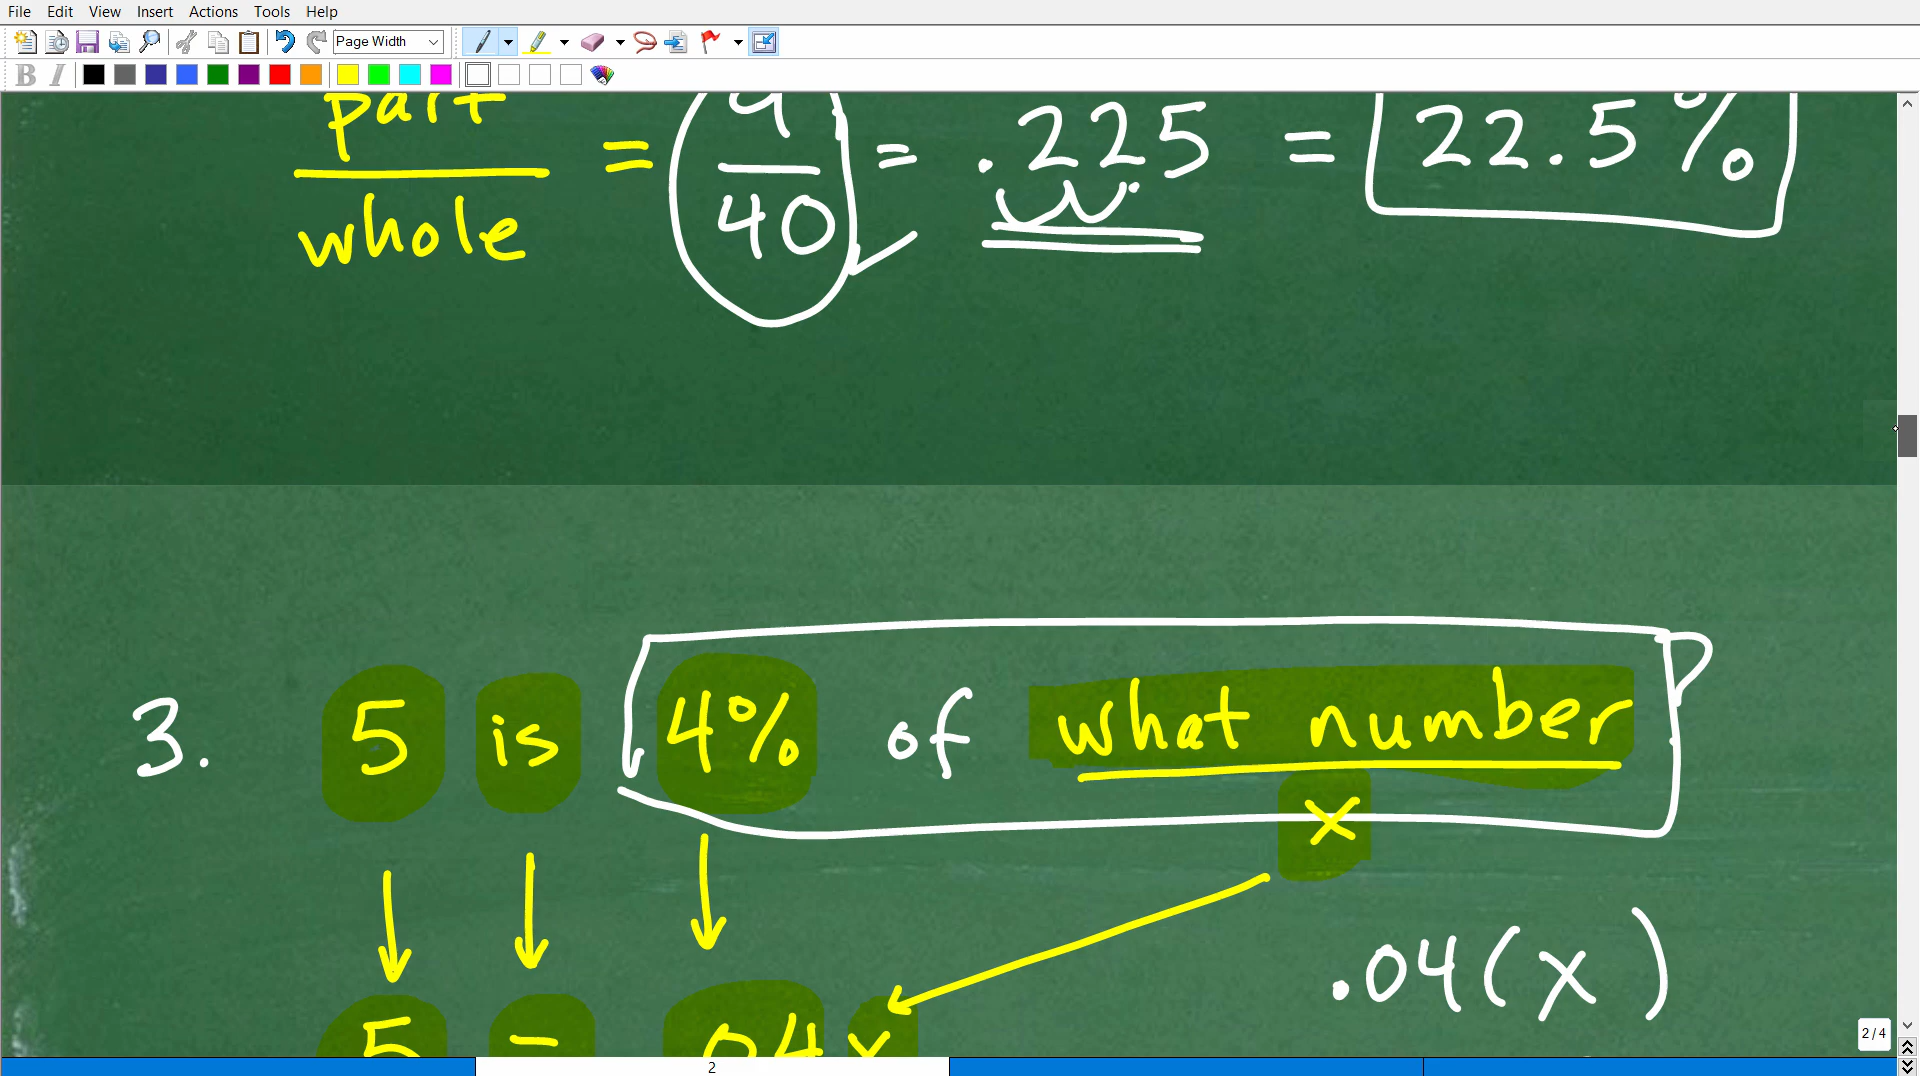 File Edit View Insert Actions Tools Help
Page Width
B I
part
whole
= 9/40 = .225 = 22.5%
3. 5 is 4% of what number
x
.04(x)
5 = .04x
2/4
2